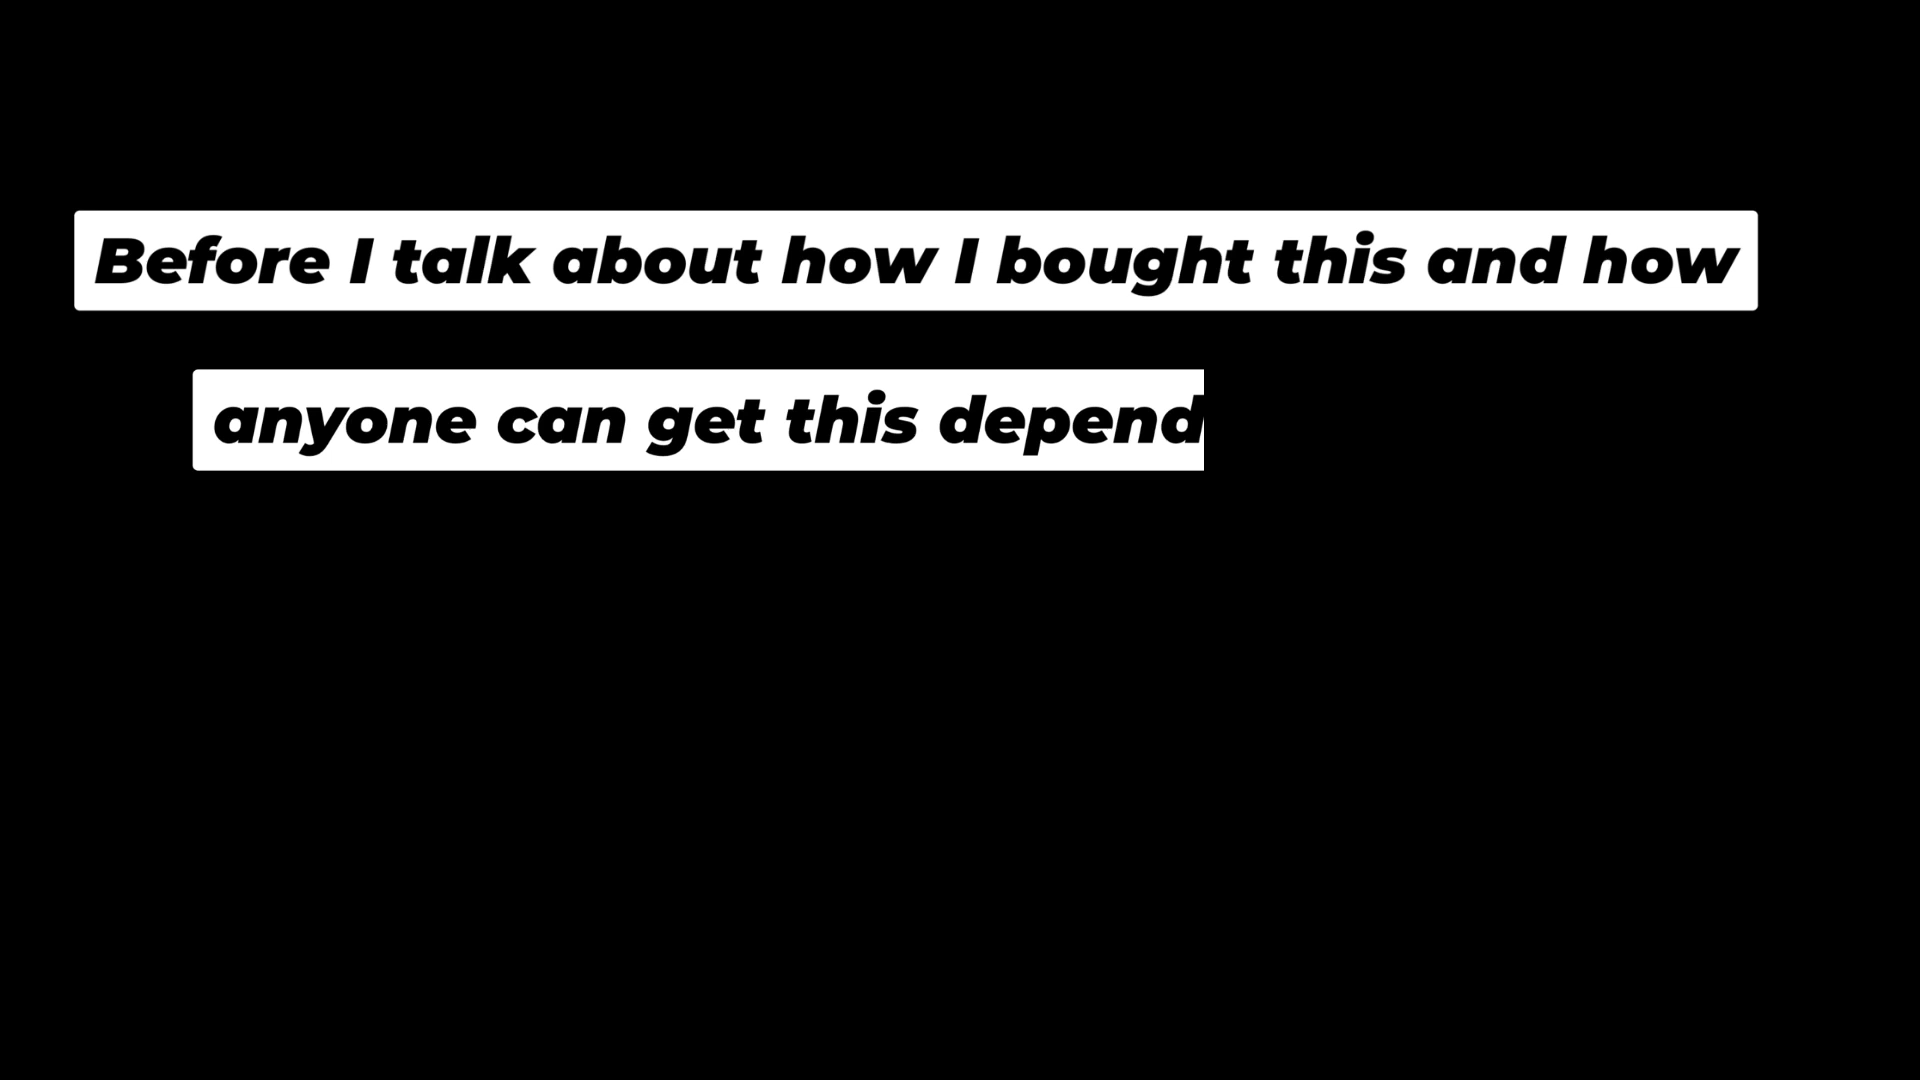 Before I talk about how I bought this and how
anyone can get this depend